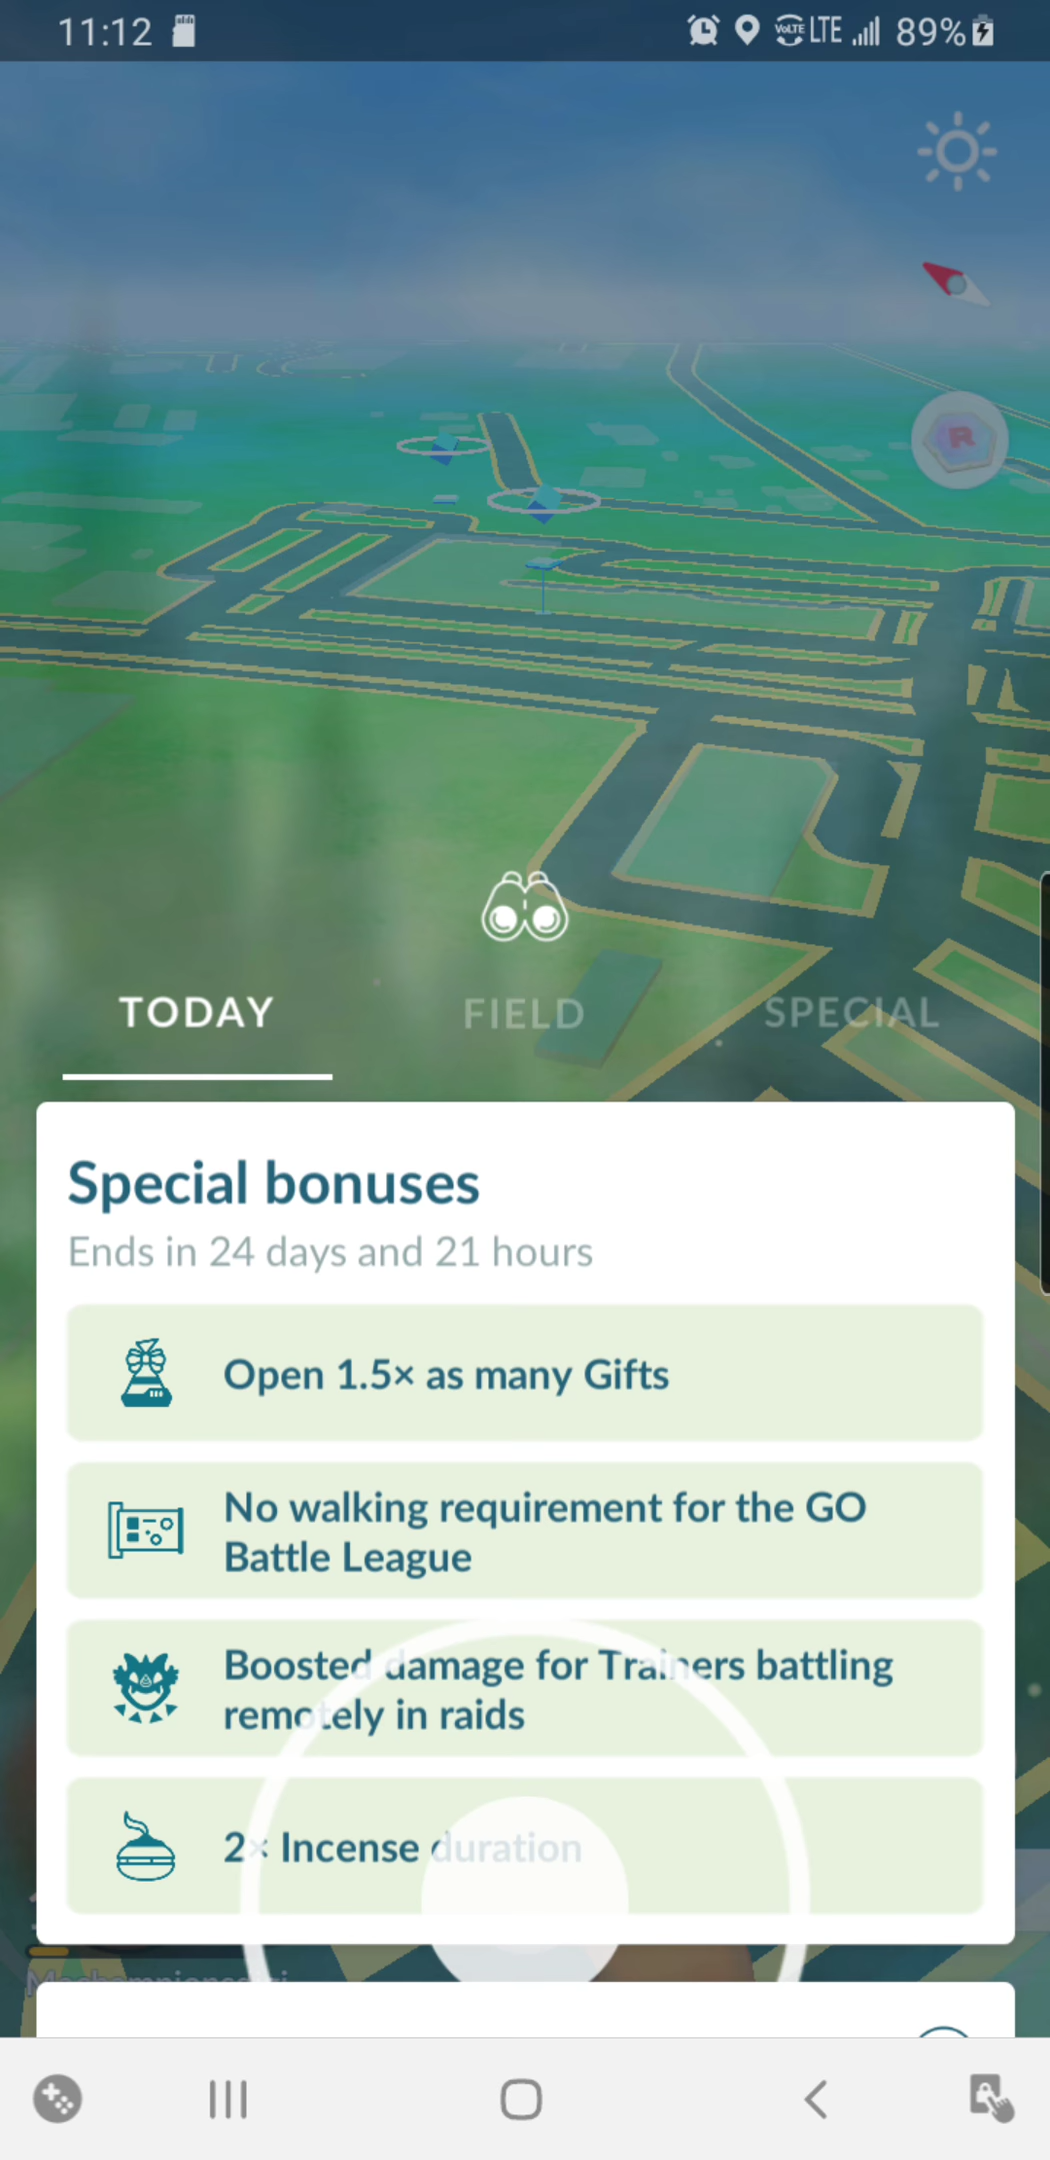 11:12
VoLTE LTE 89%
R
TODAY FIELD SPECIAL
Special bonuses
Ends in 24 days and 21 hours
Open 1.5× as many Gifts
No walking requirement for the GO
Battle League
Boosted damage for Trainers battling
remotely in raids
2× Incense duration